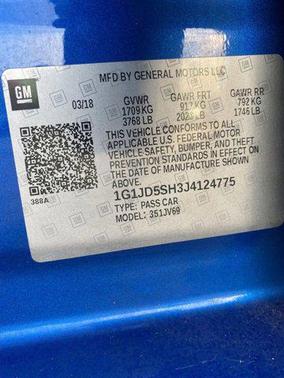 MFD BY GENERAL MOTORS LLC
GM
03/18 GVWR GAWR FRT GAWR RR
1709 KG 917 KG 792 KG
3768 LB 2021 LB 1746 LB
THIS VEHICLE CONFORMS TO ALL
APPLICABLE U.S. FEDERAL MOTOR
VEHICLE SAFETY, BUMPER, AND THEFT
PREVENTION STANDARDS IN EFFECT ON THE
DATE OF MANUFACTURE SHOWN ABOVE.
1G1JD5SH3J4124775
388A TYPE: PASS CAR
MODEL: 351JV69